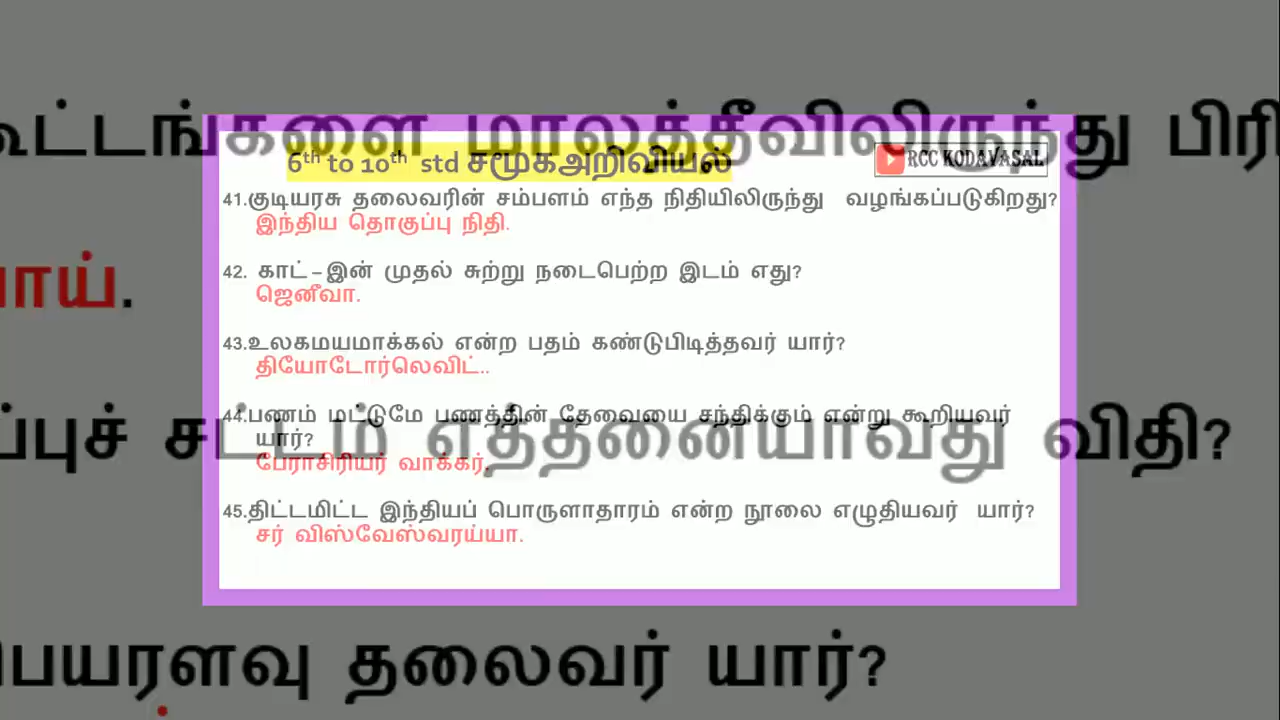 கூட்டங்களை மாலத்தீவிலிருந்து
6th to 10th std சமூகஅறிவியல்
RCC KODAVASAL
41.குடியரசு தலைவரின் சம்பளம் எந்த நிதியிலிருந்து வழங்கப்படுகிறது?
இந்திய தொகுப்பு நிதி.
42. காட்–இன் முதல் சுற்று நடைபெற்ற இடம் எது?
ஜெனீவா.
43.உலகமயமாக்கல் என்ற பதம் கண்டுபிடித்தவர் யார்?
தியோடோர்லெவிட்..
44.பணம் மட்டுமே பணத்தின் தேவையை சந்திக்கும் என்று கூறியவர்
யார்?
பேராசிரியர் வாக்கர்.
சட்டம் எத்தனையாவது விதி?
45.திட்டமிட்ட இந்தியப் பொருளாதாரம் என்ற நூலை எழுதியவர் யார்?
சர் விஸ்வேஸ்வரய்யா.
பெயரளவு தலைவர் யார்?